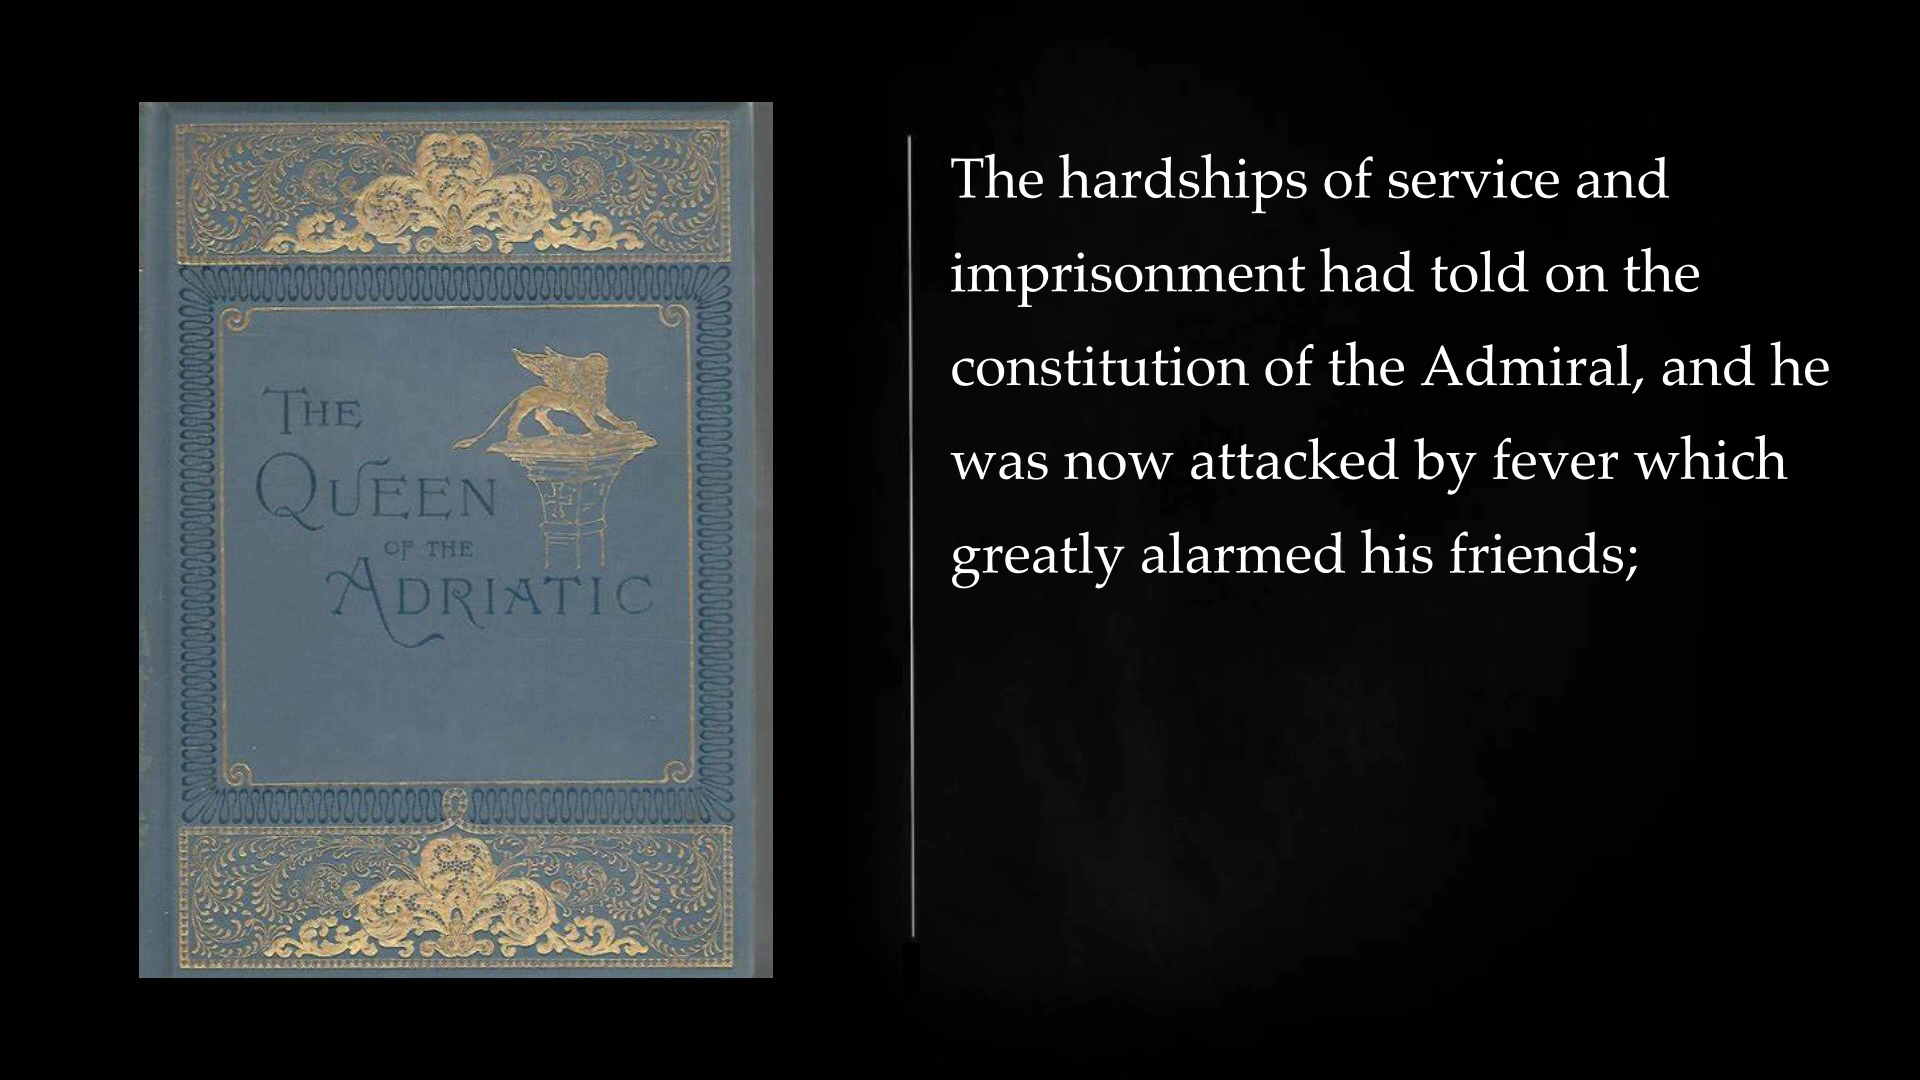 The
Queen
of the
Adriatic
The hardships of service and
imprisonment had told on the
constitution of the Admiral, and he
was now attacked by fever which
greatly alarmed his friends;